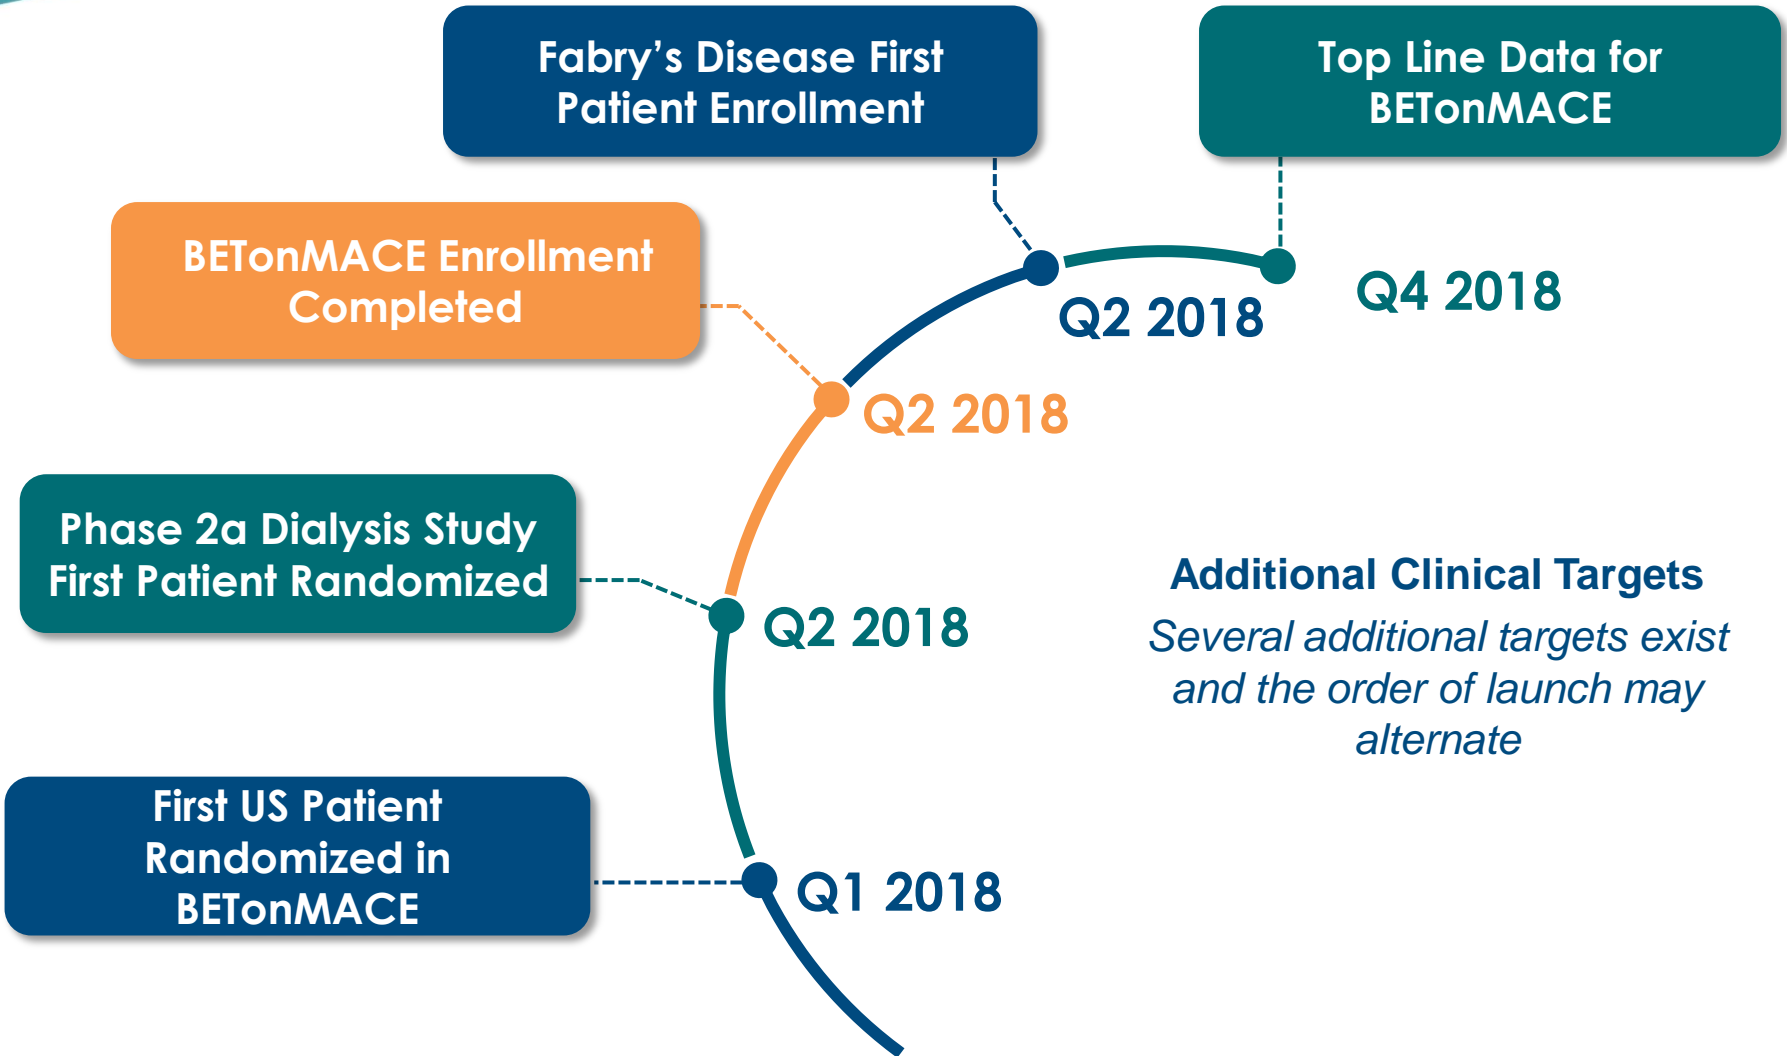 Fabry’s Disease First
Patient Enrollment
Top Line Data for
BETonMACE
BETonMACE Enrollment
Completed
Q2 2018
Q4 2018
Q2 2018
Phase 2a Dialysis Study
First Patient Randomized
Q2 2018
Additional Clinical Targets
Several additional targets exist
and the order of launch may
alternate
First US Patient
Randomized in
BETonMACE
Q1 2018